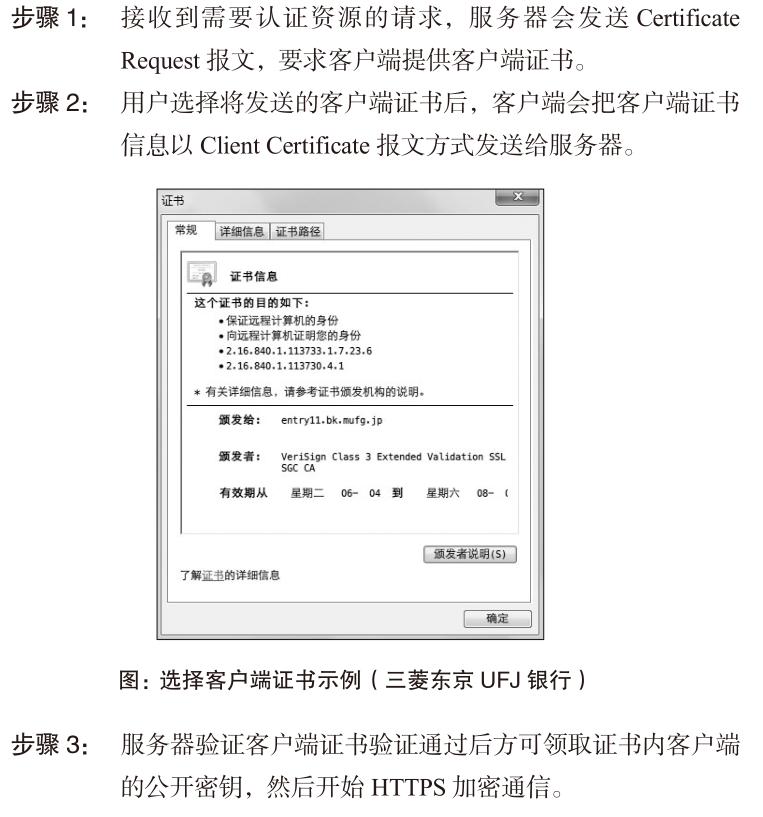 步骤 1： 接收到需要认证资源的请求，服务器会发送 Certificate
Request 报文，要求客户端提供客户端证书。
步骤 2： 用户选择将发送的客户端证书后，客户端会把客户端证书
信息以 Client Certificate 报文方式发送给服务器。
证书
常规 详细信息 证书路径
证书信息
这个证书的目的如下：
•保证远程计算机的身份
•向远程计算机证明您的身份
•2.16.840.1.113733.1.7.23.6
•2.16.840.1.113730.4.1
* 有关详细信息，请参考证书颁发机构的说明。
颁发给： entry11.bk.mufg.jp
颁发者： VeriSign Class 3 Extended Validation SSL
SGC CA
有效期从 星期二 06- 04 到 星期六 08-
颁发者说明(S)
了解证书的详细信息
确定
图：选择客户端证书示例（三菱东京 UFJ 银行）
步骤 3： 服务器验证客户端证书验证通过后方可领取证书内客户端
的公开密钥，然后开始 HTTPS 加密通信。